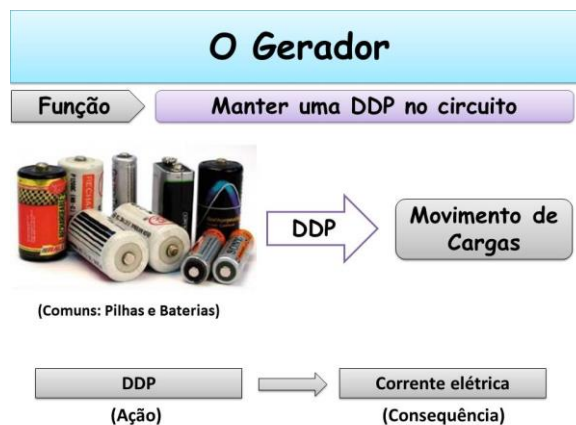 O Gerador
Função
Manter uma DDP no circuito
DDP
Movimento de
Cargas
(Comuns: Pilhas e Baterias)
DDP
Corrente elétrica
(Ação)
(Consequência)